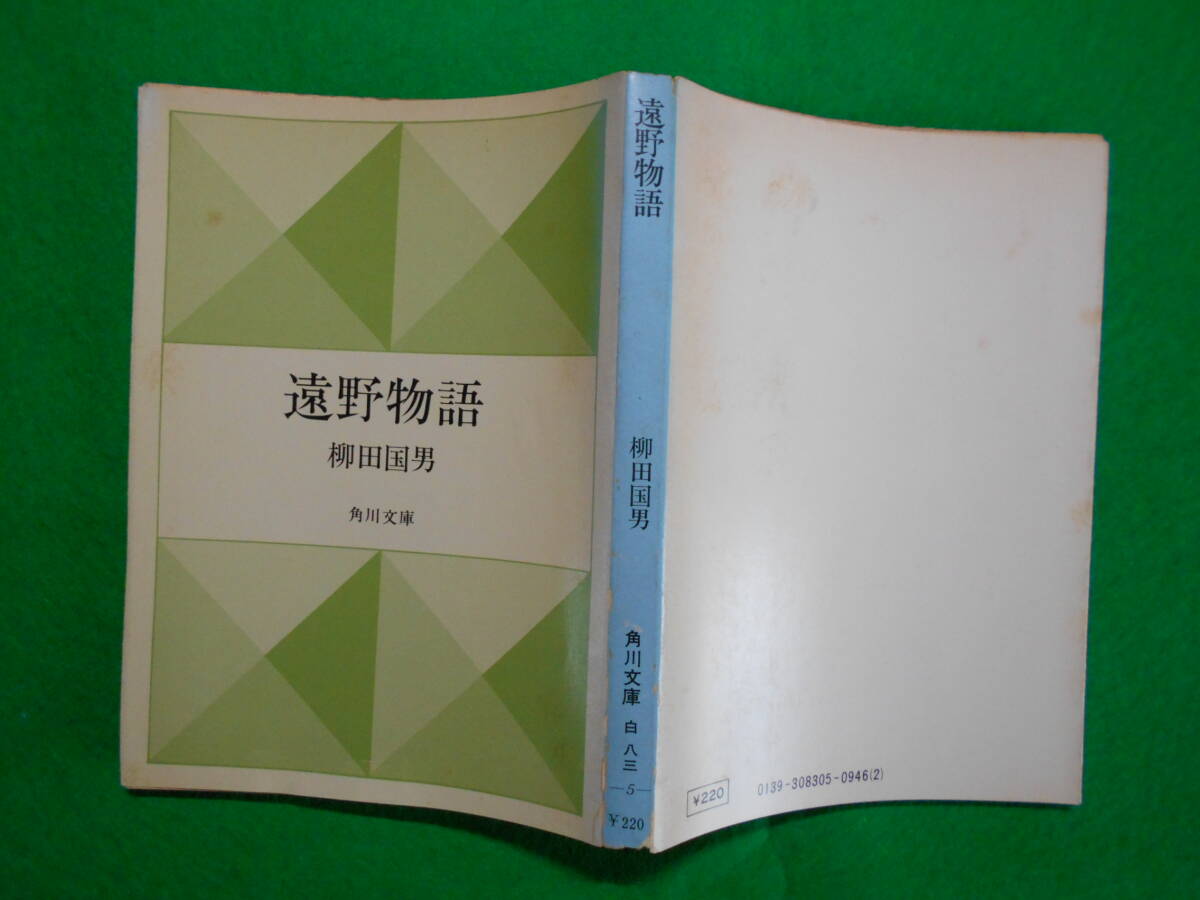 遠野物語
柳田国男
角川文庫
遠野物語
柳田国男
角川文庫
白 八三
—5—
￥220
￥220
0139-308305-0946(2)